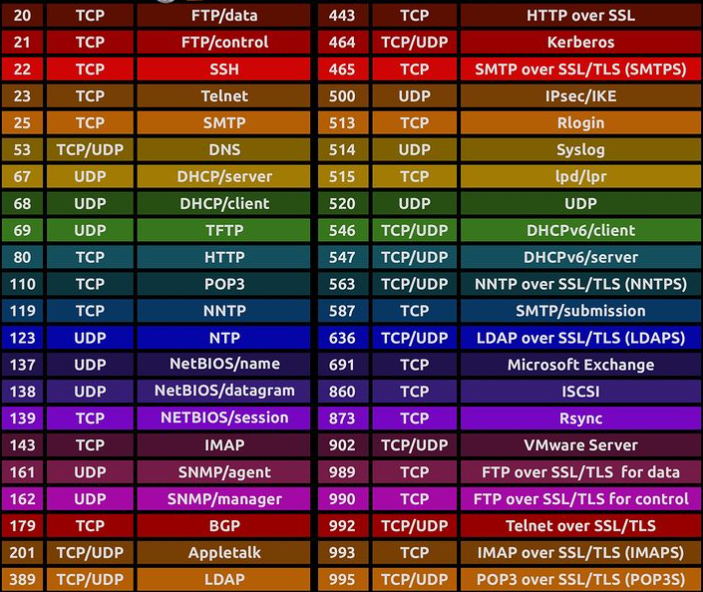 20 TCP FTP/data 443 TCP HTTP over SSL
21 TCP FTP/control 464 TCP/UDP Kerberos
22 TCP SSH 465 TCP SMTP over SSL/TLS (SMTPS)
23 TCP Telnet 500 UDP IPsec/IKE
25 TCP SMTP 513 TCP Rlogin
53 TCP/UDP DNS 514 UDP Syslog
67 UDP DHCP/server 515 TCP lpd/lpr
68 UDP DHCP/client 520 UDP UDP
69 UDP TFTP 546 TCP/UDP DHCPv6/client
80 TCP HTTP 547 TCP/UDP DHCPv6/server
110 TCP POP3 563 TCP/UDP NNTP over SSL/TLS (NNTPS)
119 TCP NNTP 587 TCP SMTP/submission
123 UDP NTP 636 TCP/UDP LDAP over SSL/TLS (LDAPS)
137 UDP NetBIOS/name 691 TCP Microsoft Exchange
138 UDP NetBIOS/datagram 860 TCP ISCSI
139 TCP NETBIOS/session 873 TCP Rsync
143 TCP IMAP 902 TCP/UDP VMware Server
161 UDP SNMP/agent 989 TCP FTP over SSL/TLS for data
162 UDP SNMP/manager 990 TCP FTP over SSL/TLS for control
179 TCP BGP 992 TCP/UDP Telnet over SSL/TLS
201 TCP/UDP Appletalk 993 TCP IMAP over SSL/TLS (IMAPS)
389 TCP/UDP LDAP 995 TCP/UDP POP3 over SSL/TLS (POP3S)